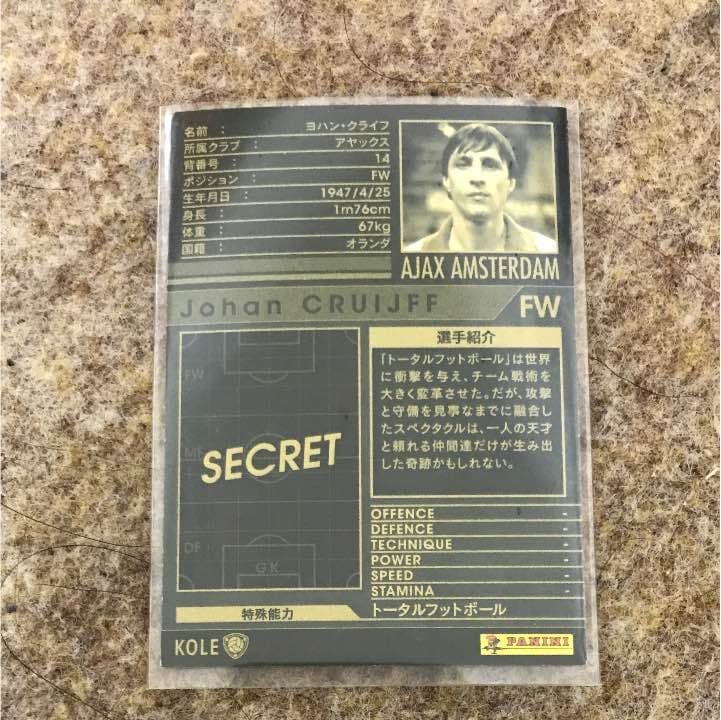 名前 : ヨハン・クライフ
所属クラブ : アヤックス
背番号 : 14
ポジション : FW
生年月日 : 1947/4/25
身長 : 1m76cm
体重 : 67kg
国籍 : オランダ
AJAX AMSTERDAM
Johan CRUIJFF FW
選手紹介
「トータルフットボール」は世界
に衝撃を与え、チーム戦術を
大きく変革させた。だが、攻撃
と守備を見事なまでに融合し
たスペクタクルは、一人の天才
と頼れる仲間達だけが生み出
した奇跡かもしれない。
FW
SECRET
DF
GK
OFFENCE -
DEFENCE -
TECHNIQUE -
POWER -
SPEED -
STAMINA -
特殊能力 トータルフットボール
KOLE
PANINI